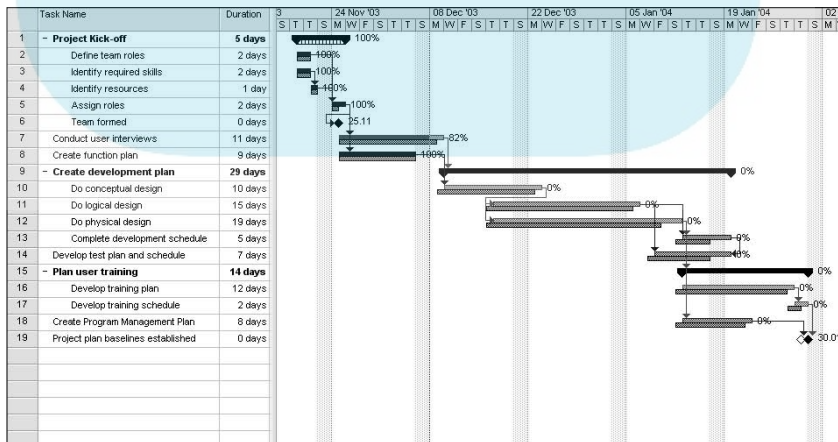 Task Name Duration 3 24 Nov '03 08 Dec '03 22 Dec '03 05 Jan '04 19 Jan '04 02
S T T S M W F S T T S M W F S T T S M W F S T T S M W F S T T S M W F S T T S M
1 - Project Kick-off 5 days 100%
2 Define team roles 2 days 100%
3 Identify required skills 2 days 100%
4 Identify resources 1 day 100%
5 Assign roles 2 days 100%
6 Team formed 0 days 25.11
7 Conduct user interviews 11 days 82%
8 Create function plan 9 days 100%
9 - Create development plan 29 days 0%
10 Do conceptual design 10 days 0%
11 Do logical design 15 days 0%
12 Do physical design 19 days 0%
13 Complete development schedule 5 days 0%
14 Develop test plan and schedule 7 days 0%
15 - Plan user training 14 days 0%
16 Develop training plan 12 days 0%
17 Develop training schedule 2 days 0%
18 Create Program Management Plan 8 days 0%
19 Project plan baselines established 0 days 30.0